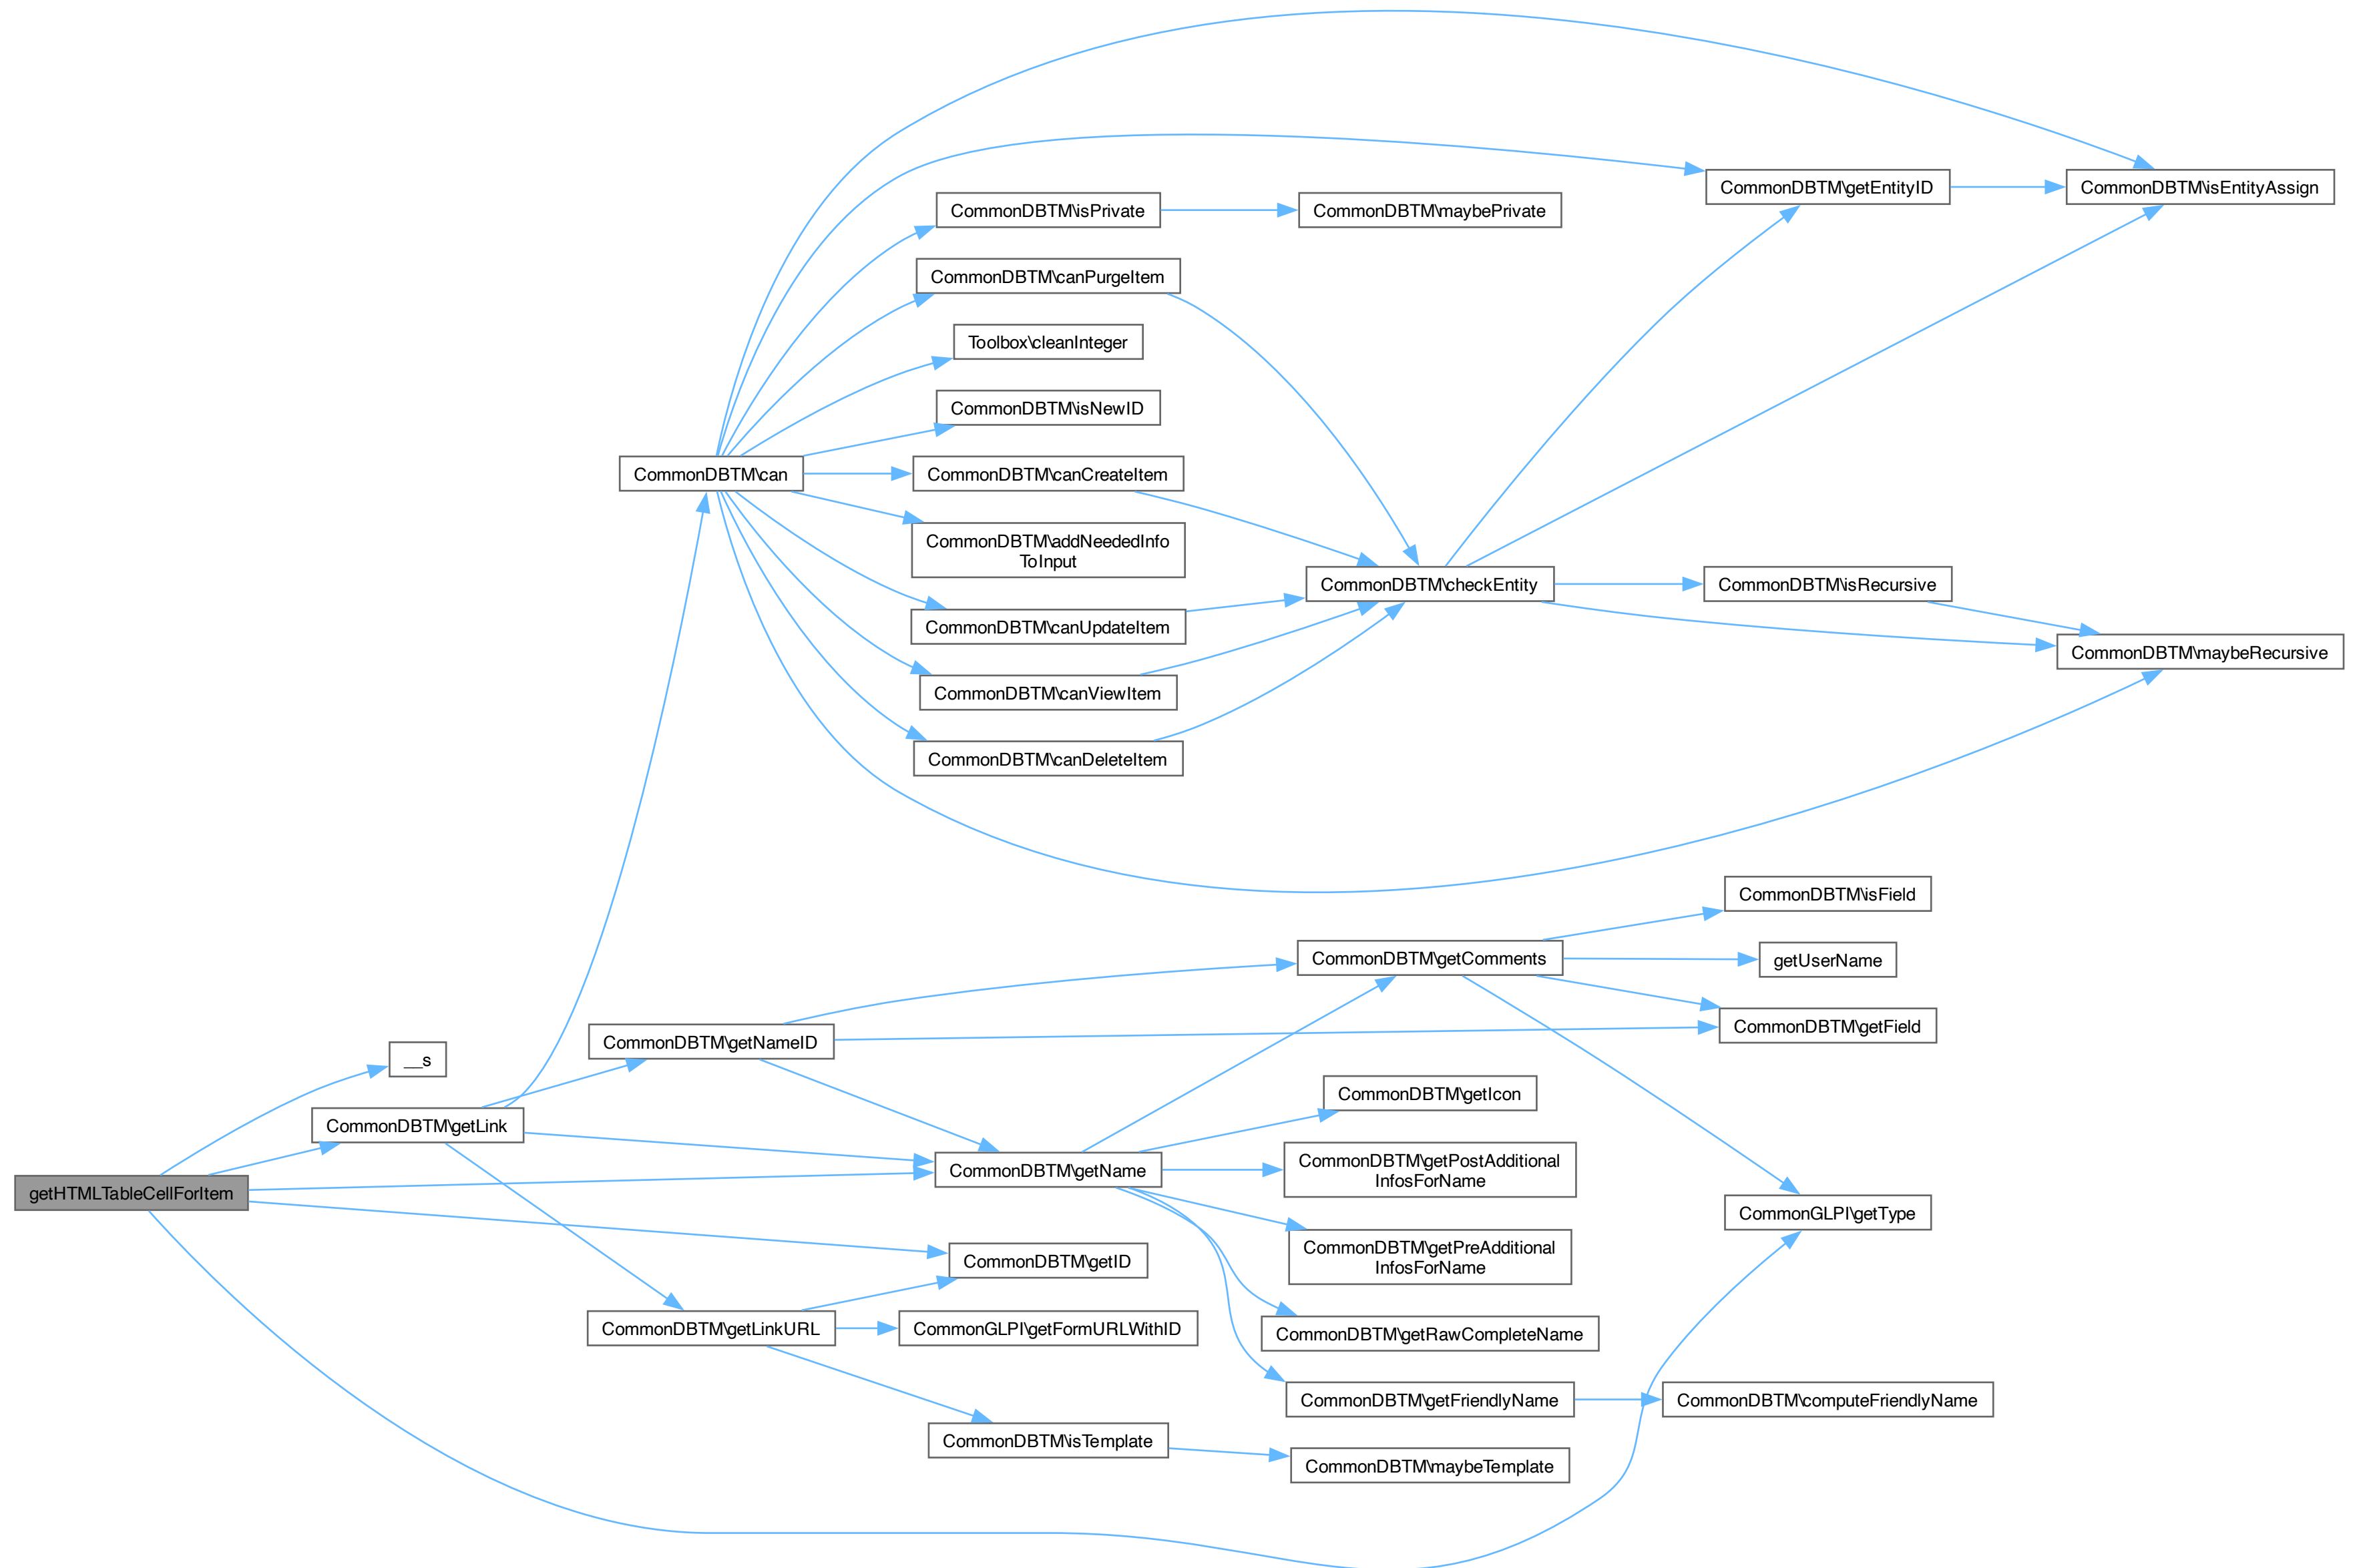 CommonDBTM\getEntityID
CommonDBTM\isEntityAssign
CommonDBTM\isPrivate
CommonDBTM\maybePrivate
CommonDBTM\canPurgeItem
Toolbox\cleanInteger
CommonDBTM\isNewID
CommonDBTM\can
CommonDBTM\canCreateItem
CommonDBTM\addNeededInfo
ToInput
CommonDBTM\checkEntity
CommonDBTM\isRecursive
CommonDBTM\canUpdateItem
CommonDBTM\maybeRecursive
CommonDBTM\canViewItem
CommonDBTM\canDeleteItem
CommonDBTM\isField
CommonDBTM\getComments
getUserName
CommonDBTM\getField
CommonDBTM\getNameID
__s
CommonDBTM\getIcon
CommonDBTM\getLink
CommonDBTM\getName
CommonDBTM\getPostAdditional
InfosForName
getHTMLTableCellForItem
CommonGLPI\getType
CommonDBTM\getPreAdditional
InfosForName
CommonDBTM\getID
CommonDBTM\getLinkURL
CommonGLPI\getFormURLWithID
CommonDBTM\getRawCompleteName
CommonDBTM\getFriendlyName
CommonDBTM\computeFriendlyName
CommonDBTM\isTemplate
CommonDBTM\maybeTemplate